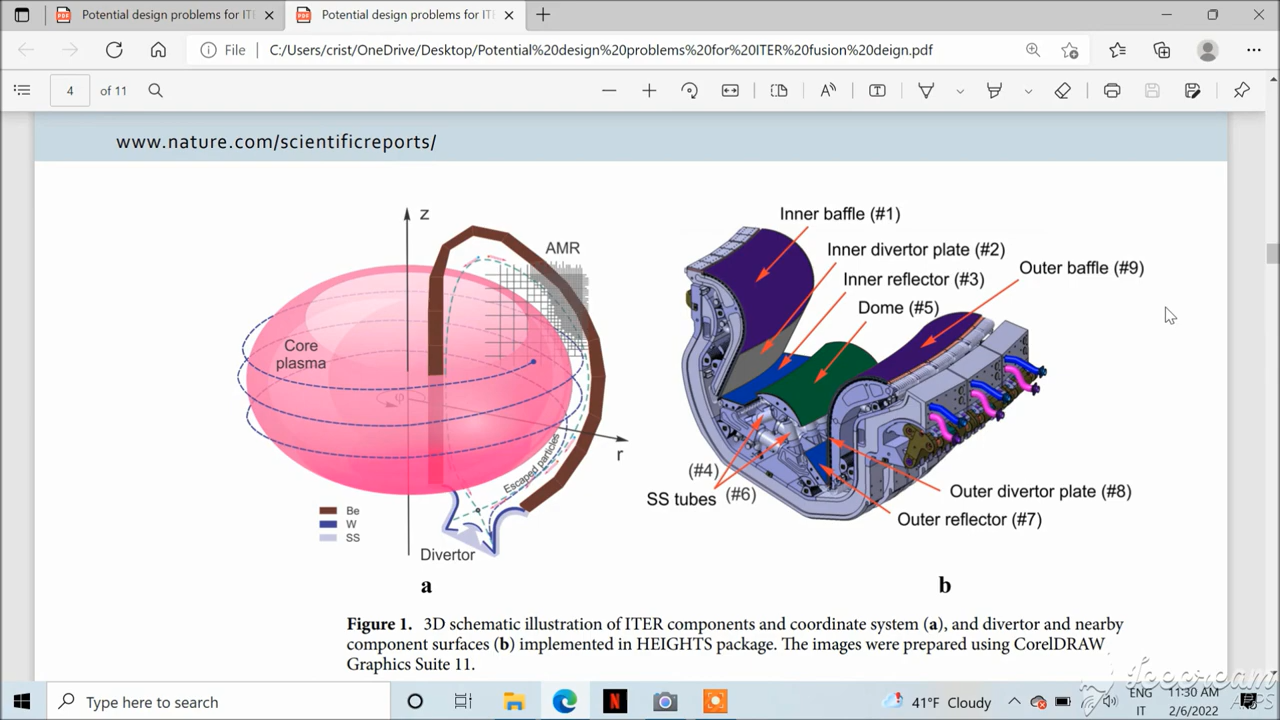 Potential design problems for ITE
Potential design problems for ITE
File
C:/Users/crist/OneDrive/Desktop/Potential%20design%20problems%20for%20ITER%20fusion%20deign.pdf
4
of 11
www.nature.com/scientificreports/
z
AMR
Core
plasma
φ
r
Escaped particles
Be
W
SS
Divertor
a
Inner baffle (#1)
Inner divertor plate (#2)
Inner reflector (#3)
Dome (#5)
Outer baffle (#9)
(#4)
SS tubes (#6)
Outer divertor plate (#8)
Outer reflector (#7)
b
Figure 1. 3D schematic illustration of ITER components and coordinate system (a), and divertor and nearby
component surfaces (b) implemented in HEIGHTS package. The images were prepared using CorelDRAW
Graphics Suite 11.
Icecream
APPS
Type here to search
41°F Cloudy
ENG
IT
11:30 AM
2/6/2022